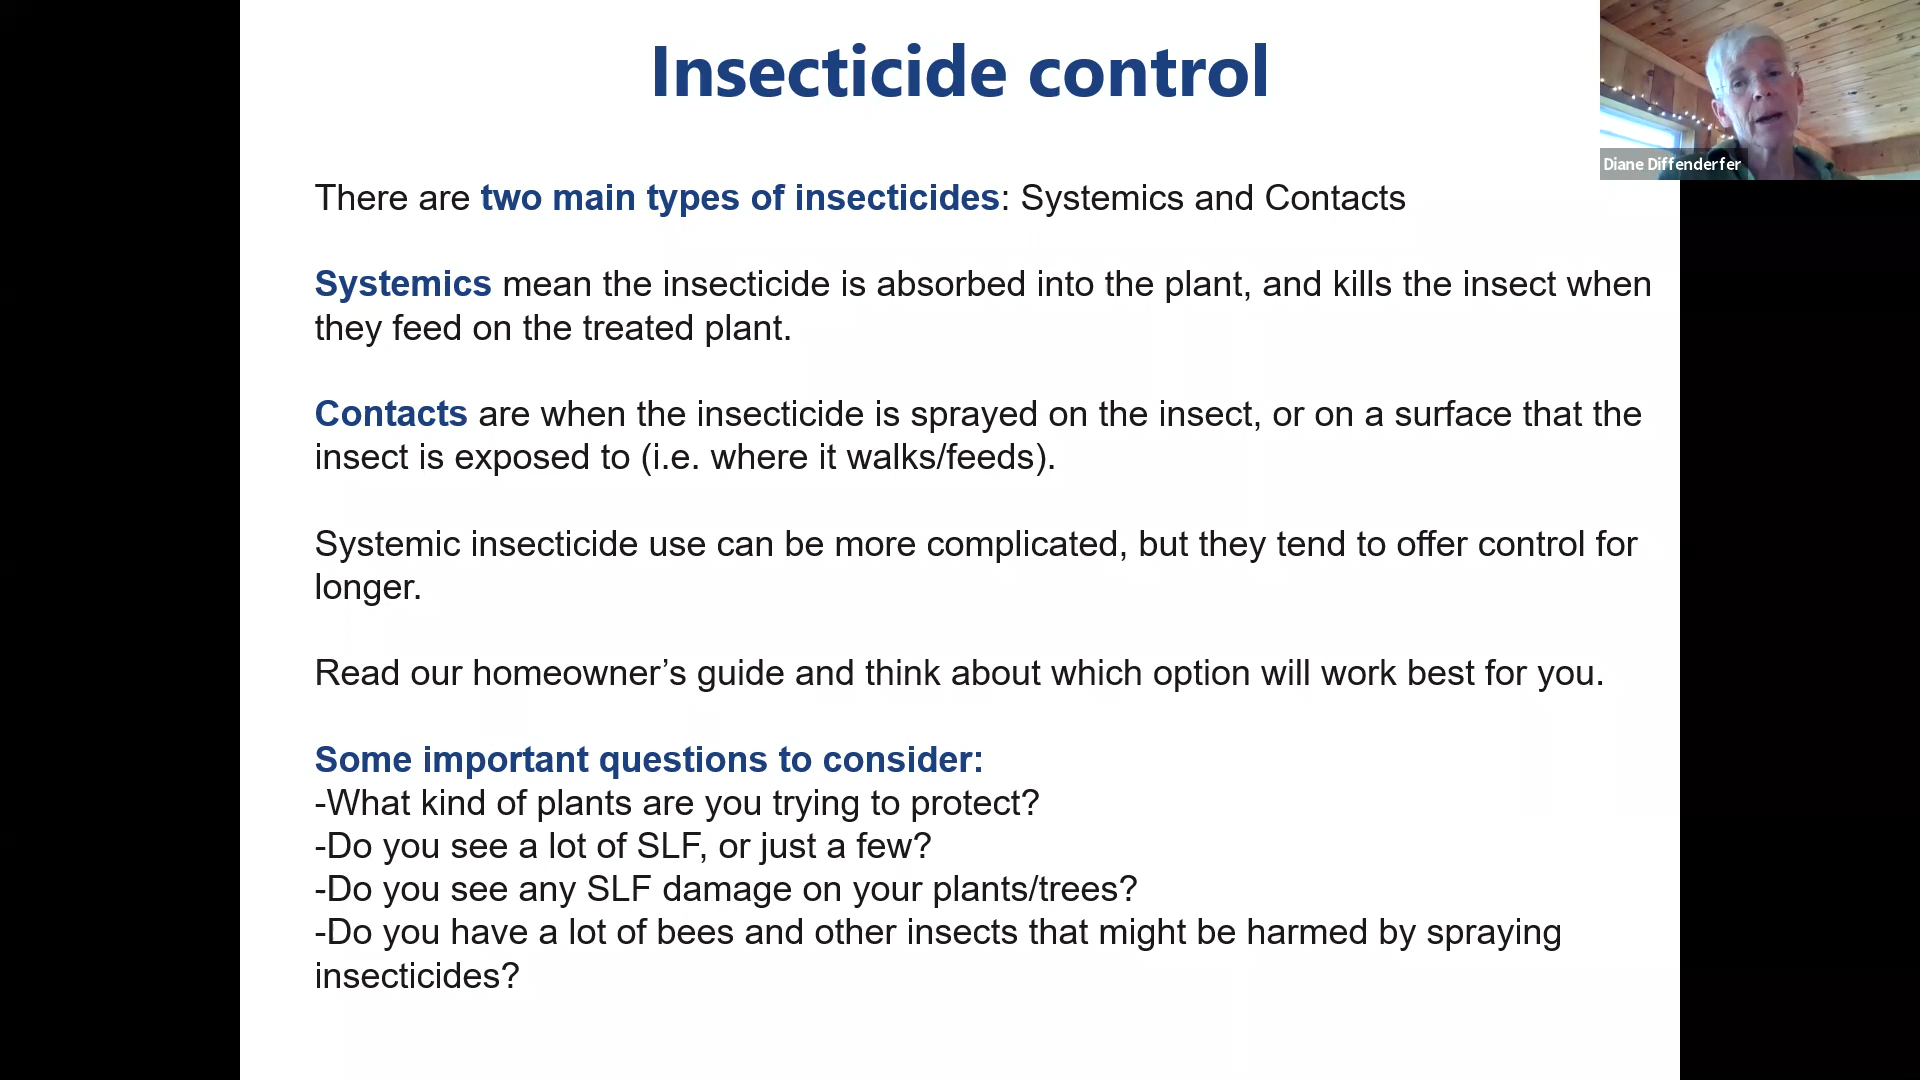 Insecticide control
Diane Diffenderfer
There are two main types of insecticides: Systemics and Contacts
Systemics mean the insecticide is absorbed into the plant, and kills the insect when
they feed on the treated plant.
Contacts are when the insecticide is sprayed on the insect, or on a surface that the
insect is exposed to (i.e. where it walks/feeds).
Systemic insecticide use can be more complicated, but they tend to offer control for
longer.
Read our homeowner’s guide and think about which option will work best for you.
Some important questions to consider:
-What kind of plants are you trying to protect?
-Do you see a lot of SLF, or just a few?
-Do you see any SLF damage on your plants/trees?
-Do you have a lot of bees and other insects that might be harmed by spraying
insecticides?